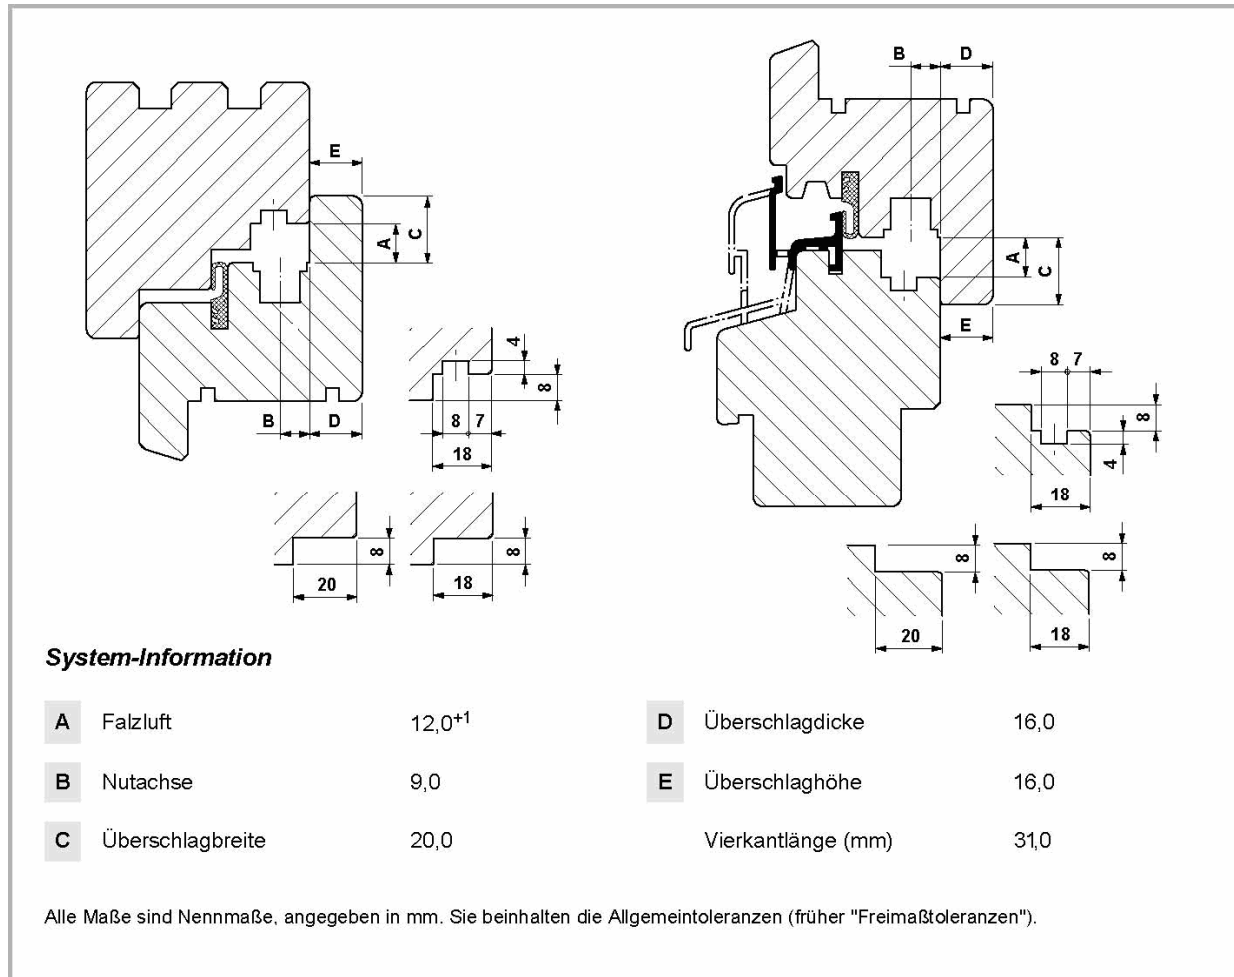 B D
E
A C
4
8
8 7
18
B D
8
20
8
18
A C
E
8 7
8
4
18
8
20
8
18
System-Information
A Falzluft 12,0+1
D Überschlagdicke 16,0
B Nutachse 9,0
E Überschlaghöhe 16,0
C Überschlagbreite 20,0
Vierkantlänge (mm) 31,0
Alle Maße sind Nennmaße, angegeben in mm. Sie beinhalten die Allgemeintoleranzen (früher "Freimaßtoleranzen").